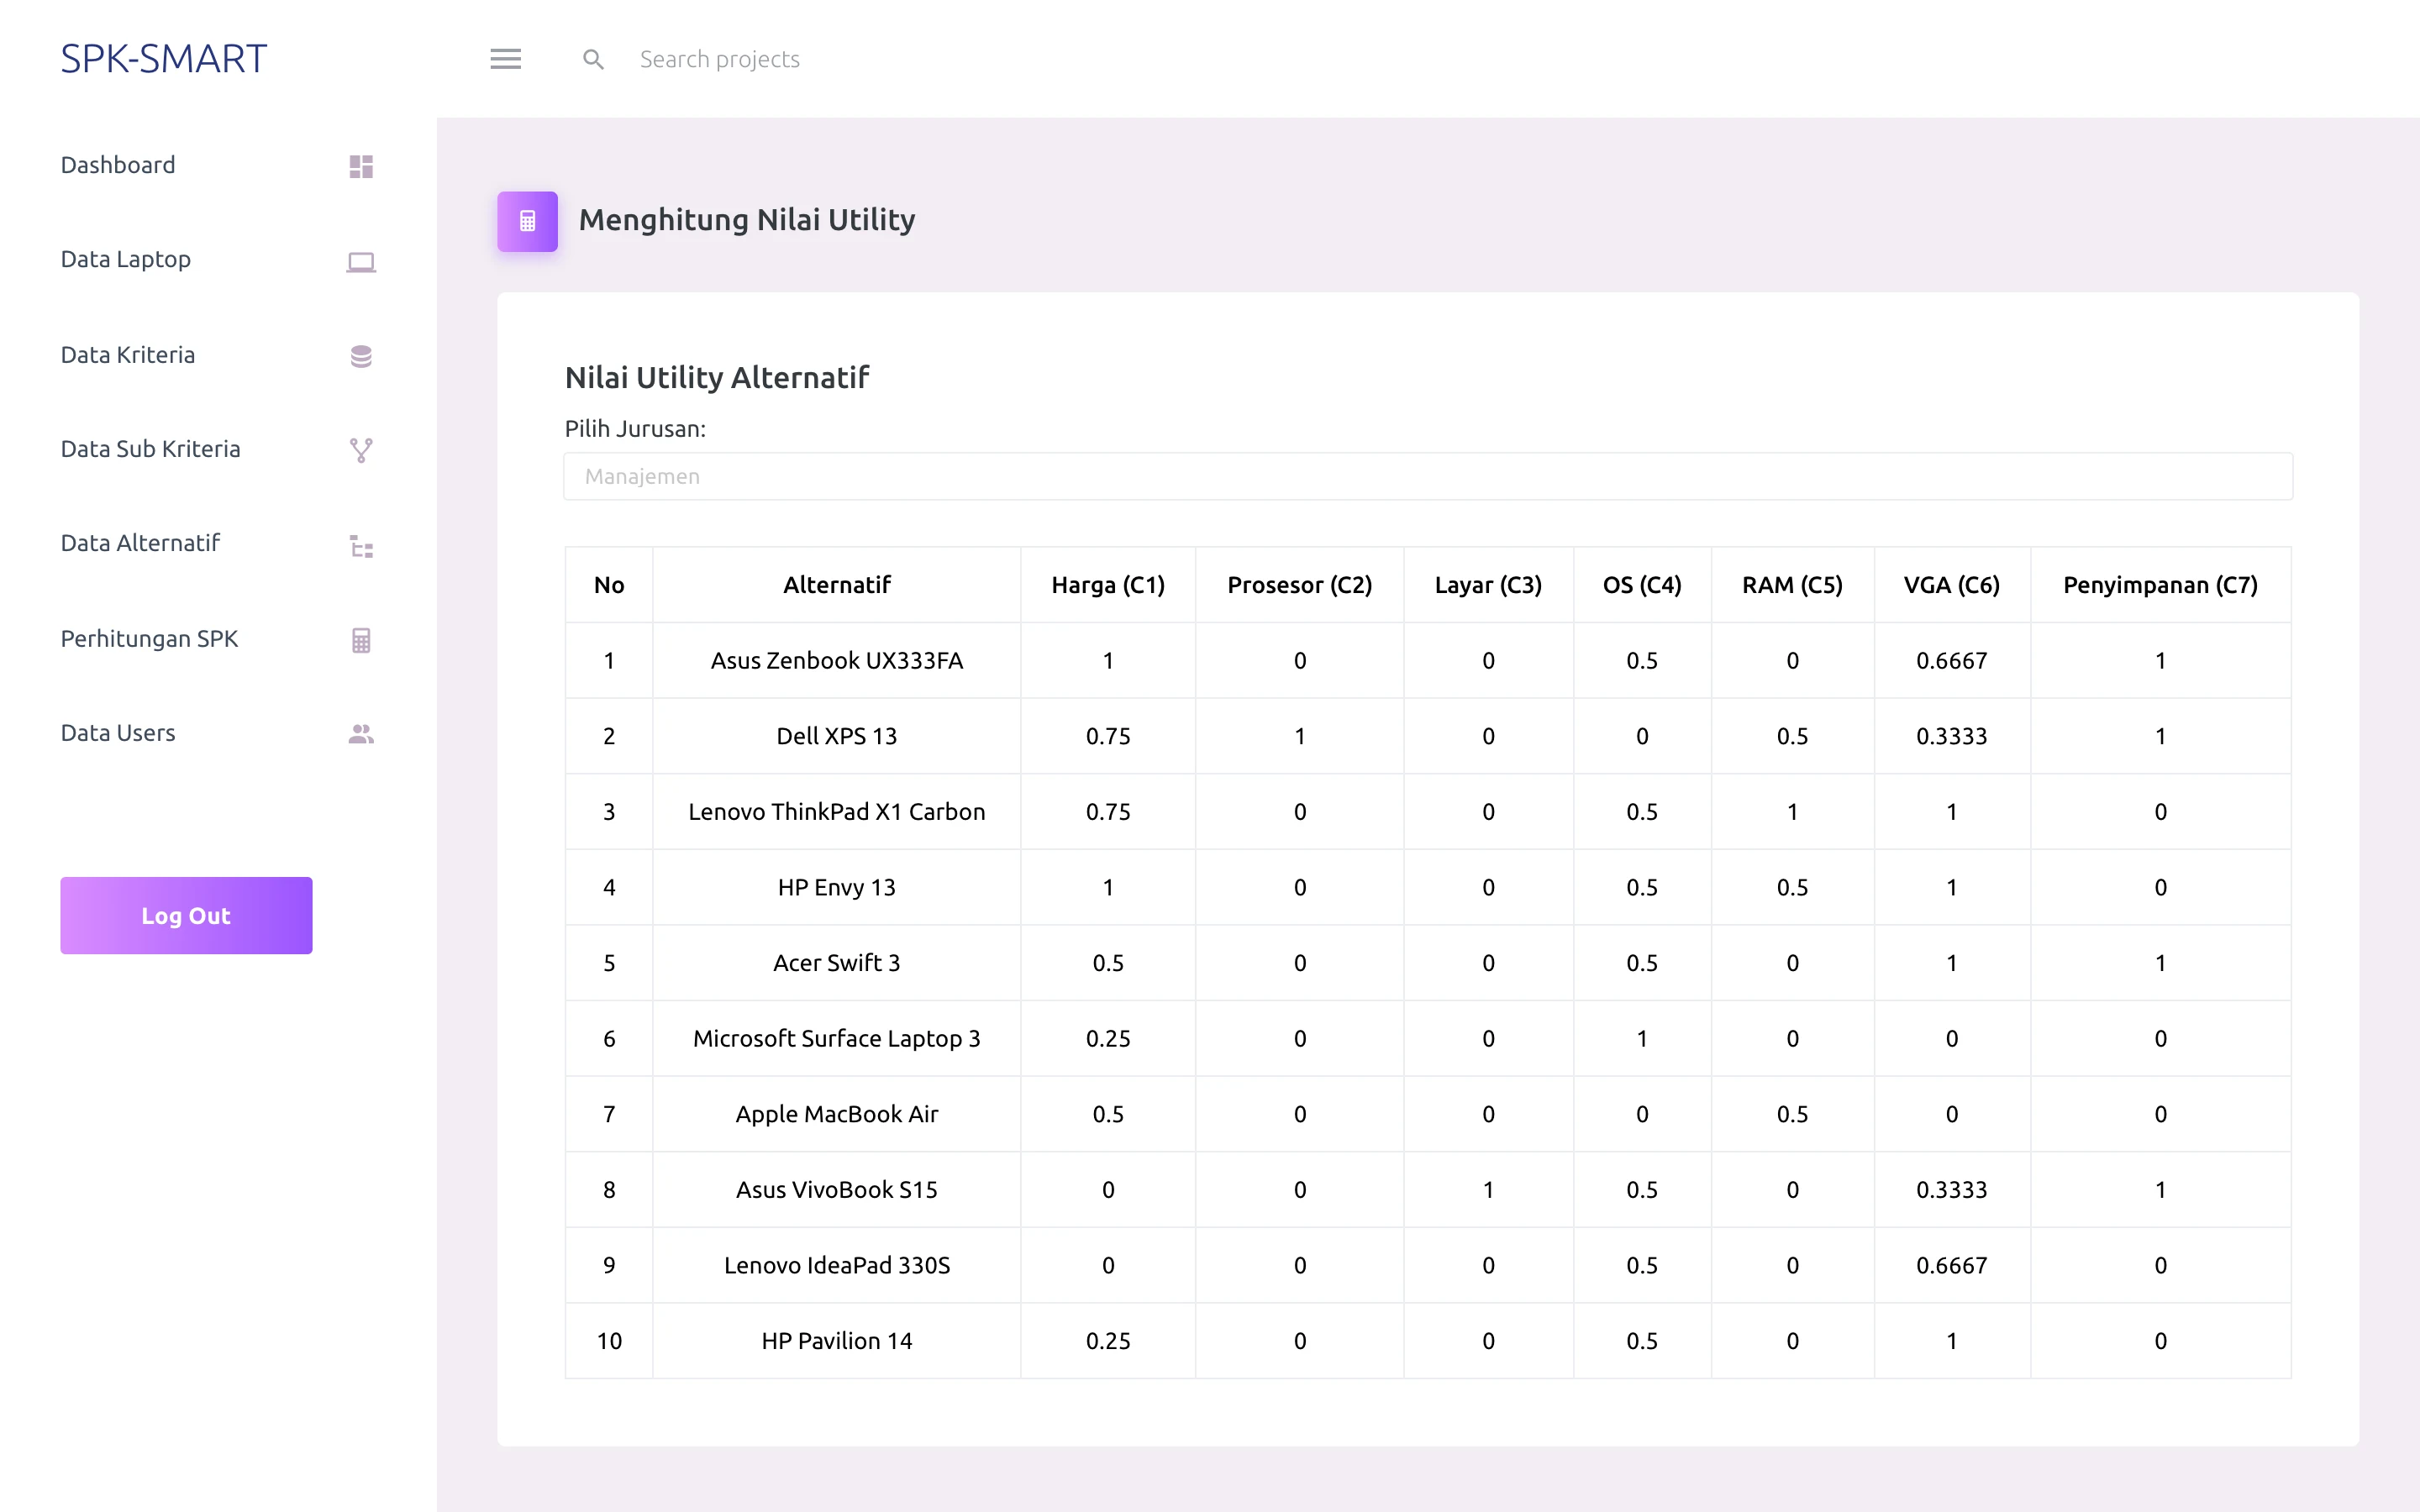 SPK-SMART
Search projects
Dashboard
Data Laptop
Data Kriteria
Data Sub Kriteria
Data Alternatif
Perhitungan SPK
Data Users
Log Out
Menghitung Nilai Utility
Nilai Utility Alternatif
Pilih Jurusan:
Manajemen
No Alternatif Harga (C1) Prosesor (C2) Layar (C3) OS (C4) RAM (C5) VGA (C6) Penyimpanan (C7)
1 Asus Zenbook UX333FA 1 0 0 0.5 0 0.6667 1
2 Dell XPS 13 0.75 1 0 0 0.5 0.3333 1
3 Lenovo ThinkPad X1 Carbon 0.75 0 0 0.5 1 1 0
4 HP Envy 13 1 0 0 0.5 0.5 1 0
5 Acer Swift 3 0.5 0 0 0.5 0 1 1
6 Microsoft Surface Laptop 3 0.25 0 0 1 0 0 0
7 Apple MacBook Air 0.5 0 0 0 0.5 0 0
8 Asus VivoBook S15 0 0 1 0.5 0 0.3333 1
9 Lenovo IdeaPad 330S 0 0 0 0.5 0 0.6667 0
10 HP Pavilion 14 0.25 0 0 0.5 0 1 0